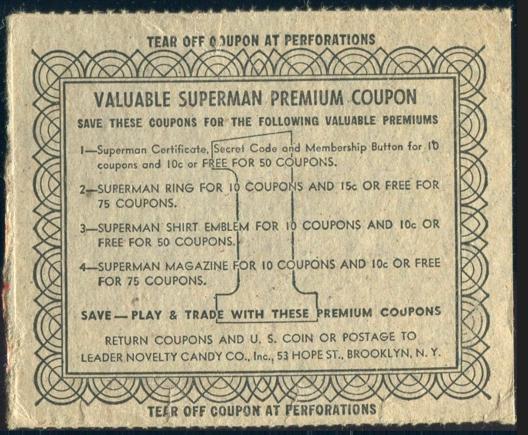 TEAR OFF COUPON AT PERFORATIONS
VALUABLE SUPERMAN PREMIUM COUPON
SAVE THESE COUPONS FOR THE FOLLOWING VALUABLE PREMIUMS
1—Superman Certificate, Secret Code and Membership Button for 10
coupons and 10c or FREE FOR 50 COUPONS.
2—SUPERMAN RING FOR 10 COUPONS AND 15c OR FREE FOR
75 COUPONS.
3—SUPERMAN SHIRT EMBLEM FOR 10 COUPONS AND 10c OR
FREE FOR 50 COUPONS.
4—SUPERMAN MAGAZINE FOR 10 COUPONS AND 10c OR FREE
FOR 75 COUPONS.
1
SAVE — PLAY & TRADE WITH THESE PREMIUM COUPONS
RETURN COUPONS AND U. S. COIN OR POSTAGE TO
LEADER NOVELTY CANDY CO., Inc., 53 HOPE ST., BROOKLYN, N. Y.
TEAR OFF COUPON AT PERFORATIONS